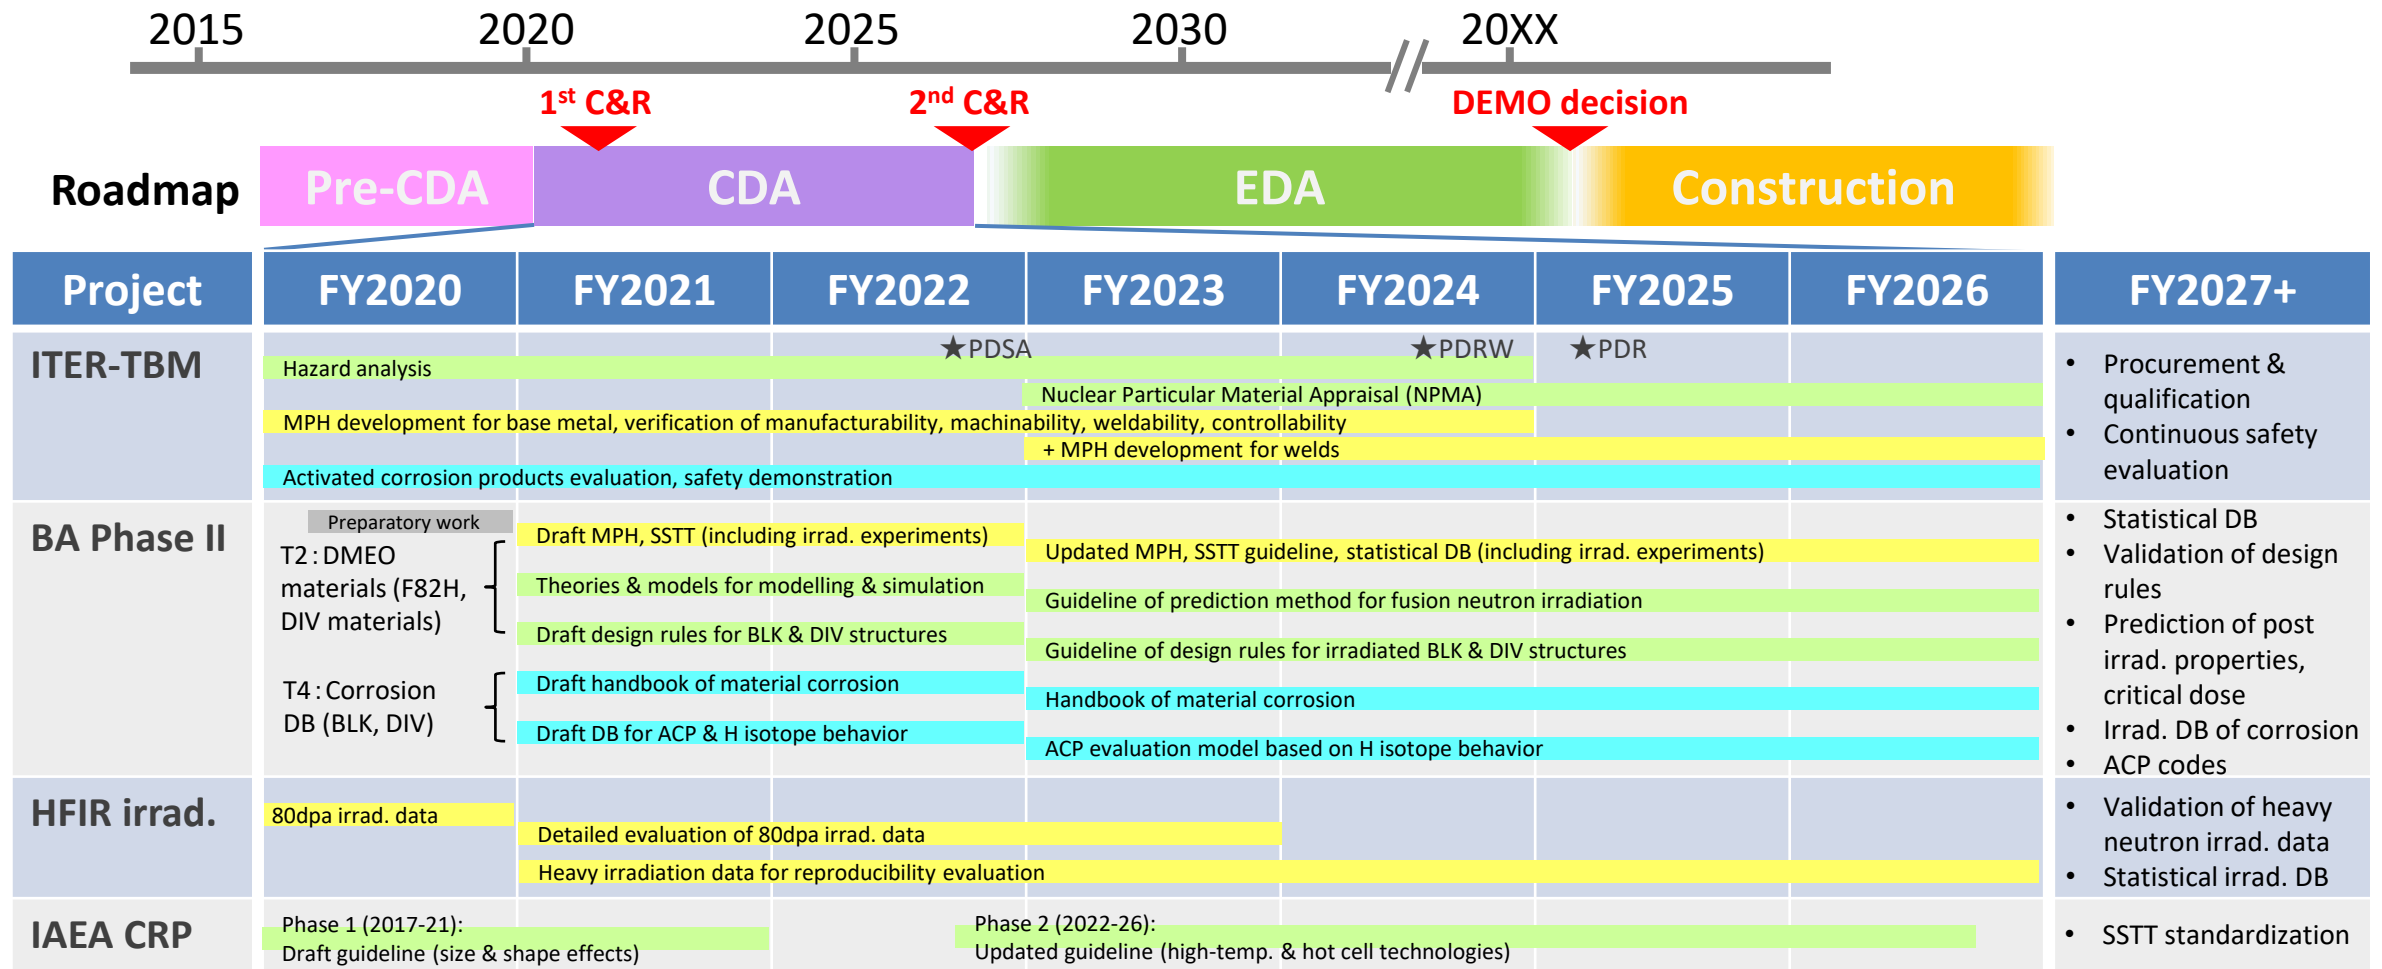 2015 2020 2025 2030 20XX
1st C&R 2nd C&R DEMO decision
Roadmap Pre-CDA CDA EDA Construction
Project FY2020 FY2021 FY2022 FY2023 FY2024 FY2025 FY2026 FY2027+
ITER-TBM
★PDSA ★PDRW ★PDR
Hazard analysis
Nuclear Particular Material Appraisal (NPMA)
MPH development for base metal, verification of manufacturability, machinability, weldability, controllability
+ MPH development for welds
Activated corrosion products evaluation, safety demonstration
• Procurement &
qualification
• Continuous safety
evaluation
BA Phase II
Preparatory work
T2 : DMEO
materials (F82H,
DIV materials)
Draft MPH, SSTT (including irrad. experiments)
Updated MPH, SSTT guideline, statistical DB (including irrad. experiments)
Theories & models for modelling & simulation
Guideline of prediction method for fusion neutron irradiation
Draft design rules for BLK & DIV structures
Guideline of design rules for irradiated BLK & DIV structures
T4 : Corrosion
DB (BLK, DIV)
Draft handbook of material corrosion
Handbook of material corrosion
Draft DB for ACP & H isotope behavior
ACP evaluation model based on H isotope behavior
• Statistical DB
• Validation of design
rules
• Prediction of post
irrad. properties,
critical dose
• Irrad. DB of corrosion
• ACP codes
HFIR irrad.
80dpa irrad. data
Detailed evaluation of 80dpa irrad. data
Heavy irradiation data for reproducibility evaluation
• Validation of heavy
neutron irrad. data
• Statistical irrad. DB
IAEA CRP
Phase 1 (2017-21):
Draft guideline (size & shape effects)
Phase 2 (2022-26):
Updated guideline (high-temp. & hot cell technologies)
• SSTT standardization